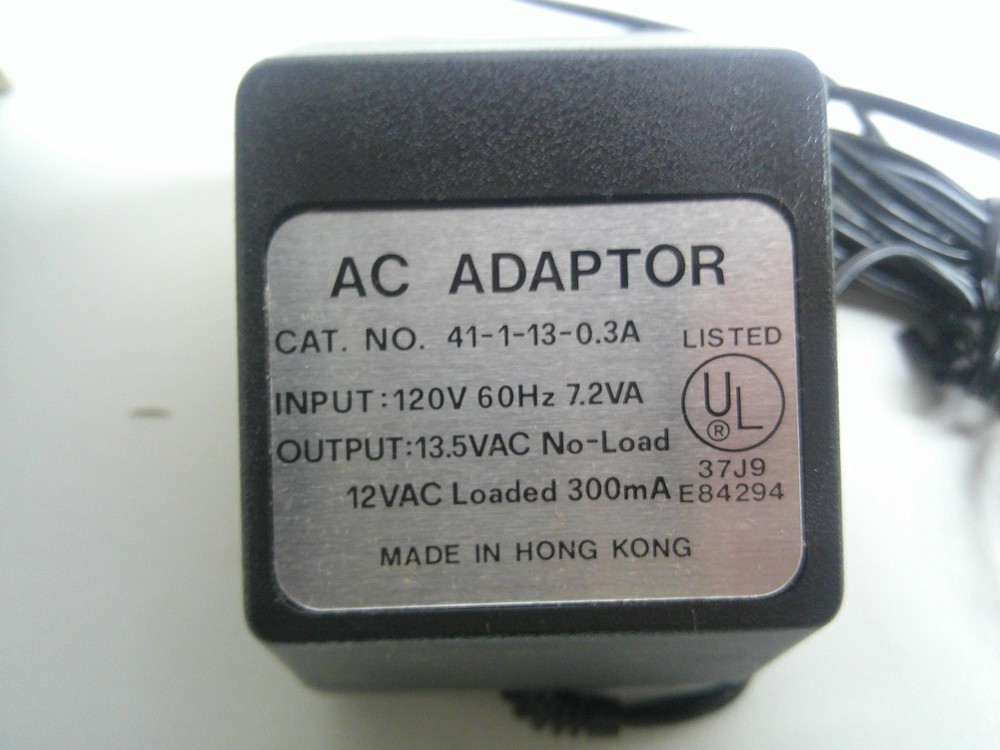 AC ADAPTOR
CAT. NO. 41-1-13-0.3A
LISTED
INPUT:120V 60Hz 7.2VA
UL
®
OUTPUT:13.5VAC No-Load
37J9
12VAC Loaded 300mA
E84294
MADE IN HONG KONG